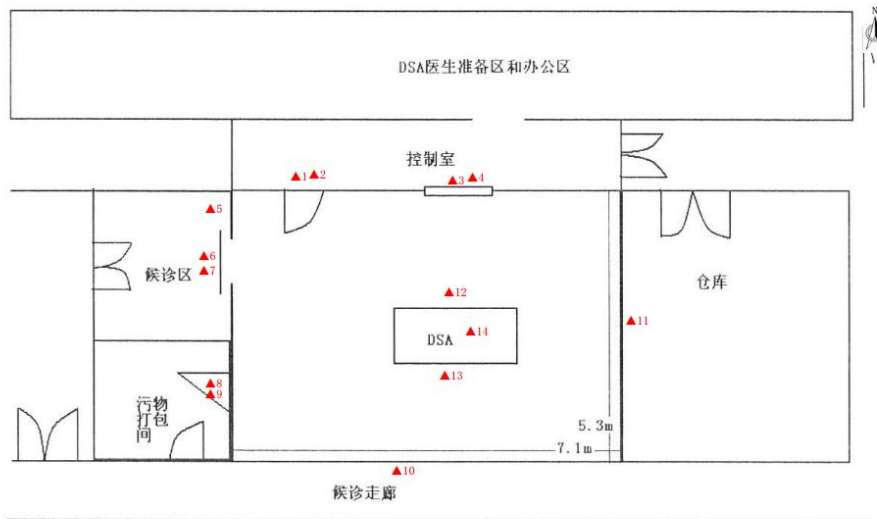 N
DSA医生准备区和办公区
控制室
▲1 ▲2
▲3 ▲4
▲5
▲6
▲7
候诊区
仓库
▲12
▲11
DSA
▲14
▲13
▲8
▲9
污物
打包
间
5.3m
7.1m
▲10
候诊走廊